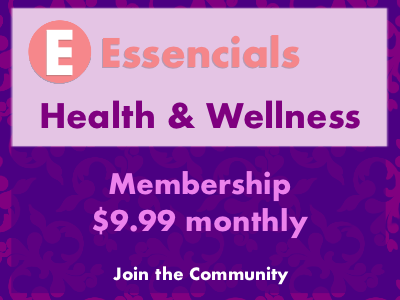 E Essencials
Health & Wellness
Membership
$9.99 monthly
Join the Community